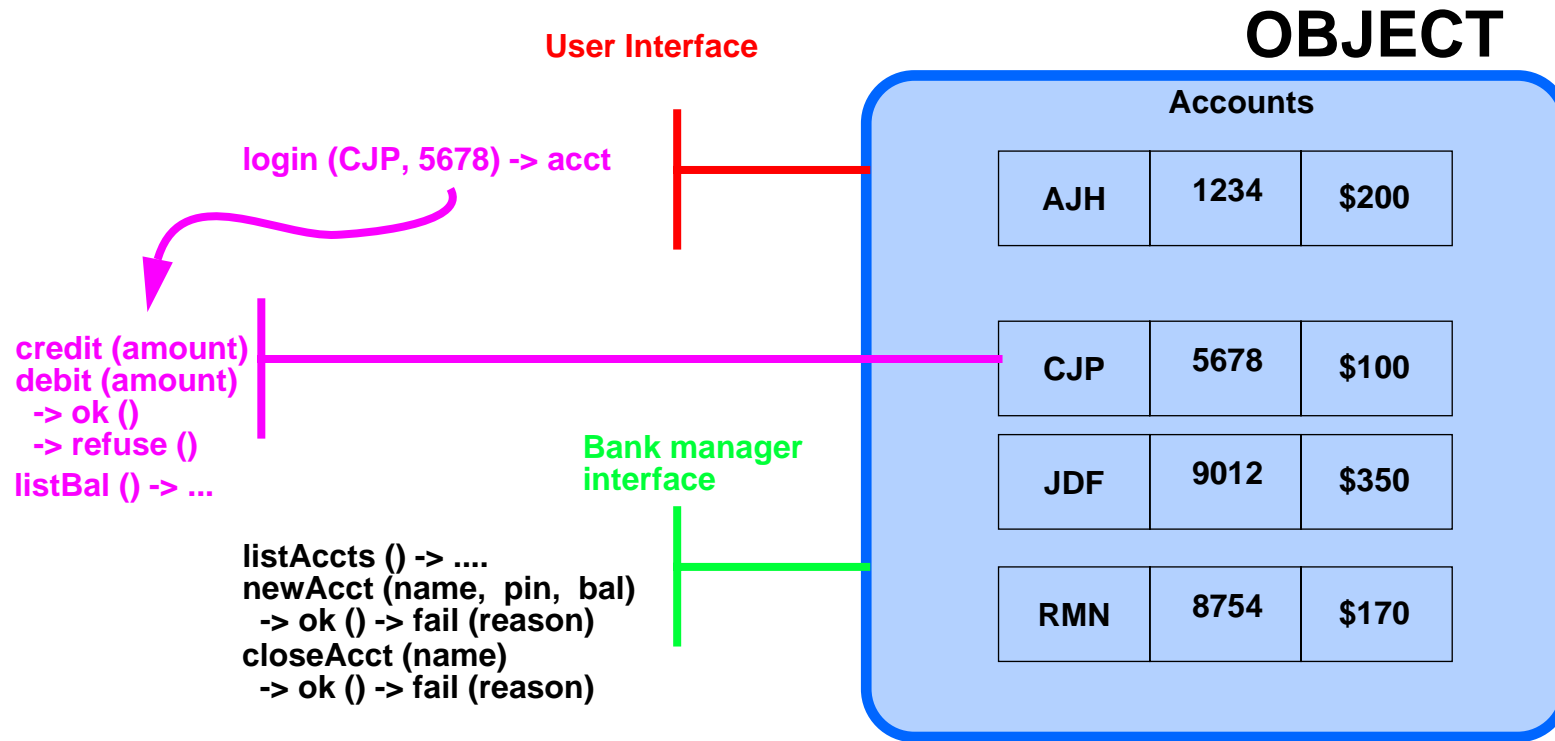 OBJECT
User Interface
Accounts
login (CJP, 5678) -> acct
AJH 1234 $200
CJP 5678 $100
credit (amount)
debit (amount)
-> ok ()
-> refuse ()
listBal () -> ...
Bank manager
interface
JDF 9012 $350
listAccts () -> ....
newAcct (name, pin, bal)
-> ok () -> fail (reason)
closeAcct (name)
-> ok () -> fail (reason)
RMN 8754 $170